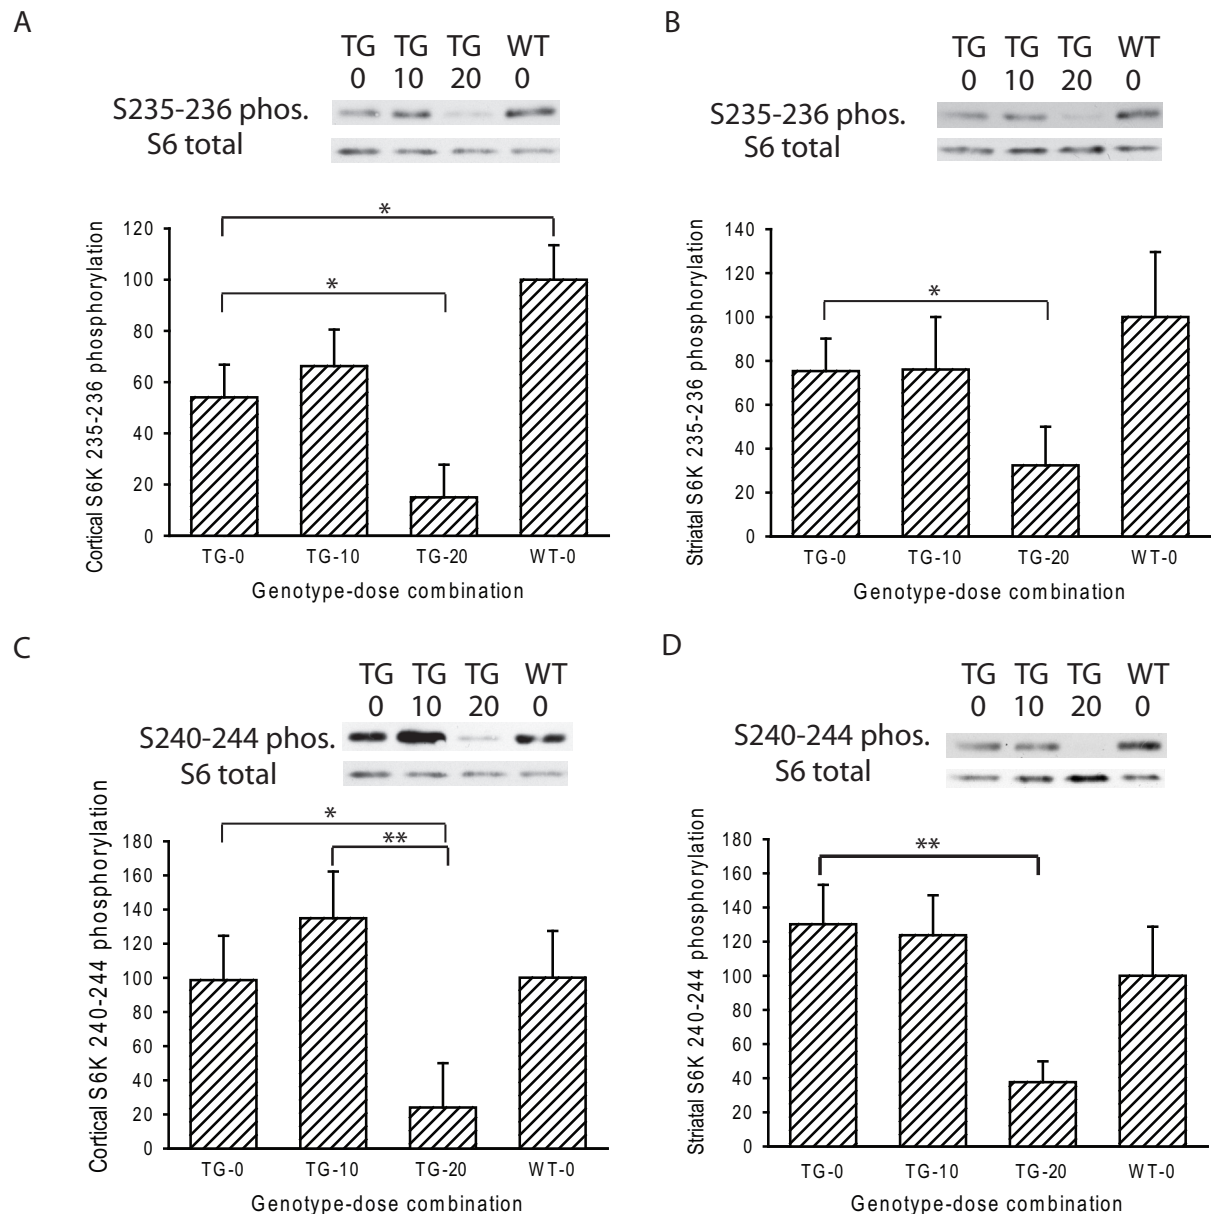 A
TG TG TG WT
0 10 20 0
S235-236 phos.
S6 total
*
*
Cortical S6K 235-236 phosphorylation
120
100
80
60
40
20
0
TG-0 TG-10 TG-20 WT-0
Genotype-dose combination
B
TG TG TG WT
0 10 20 0
S235-236 phos.
S6 total
*
Striatal S6K 235-236 phosphorylation
140
120
100
80
60
40
20
0
TG-0 TG-10 TG-20 WT-0
Genotype-dose combination
C
TG TG TG WT
0 10 20 0
S240-244 phos.
S6 total
*
**
Cortical S6K 240-244 phosphorylation
180
160
140
120
100
80
60
40
20
0
TG-0 TG-10 TG-20 WT-0
Genotype-dose combination
D
TG TG TG WT
0 10 20 0
S240-244 phos.
S6 total
**
Striatal S6K 240-244 phosphorylation
180
160
140
120
100
80
60
40
20
0
TG-0 TG-10 TG-20 WT-0
Genotype-dose combination